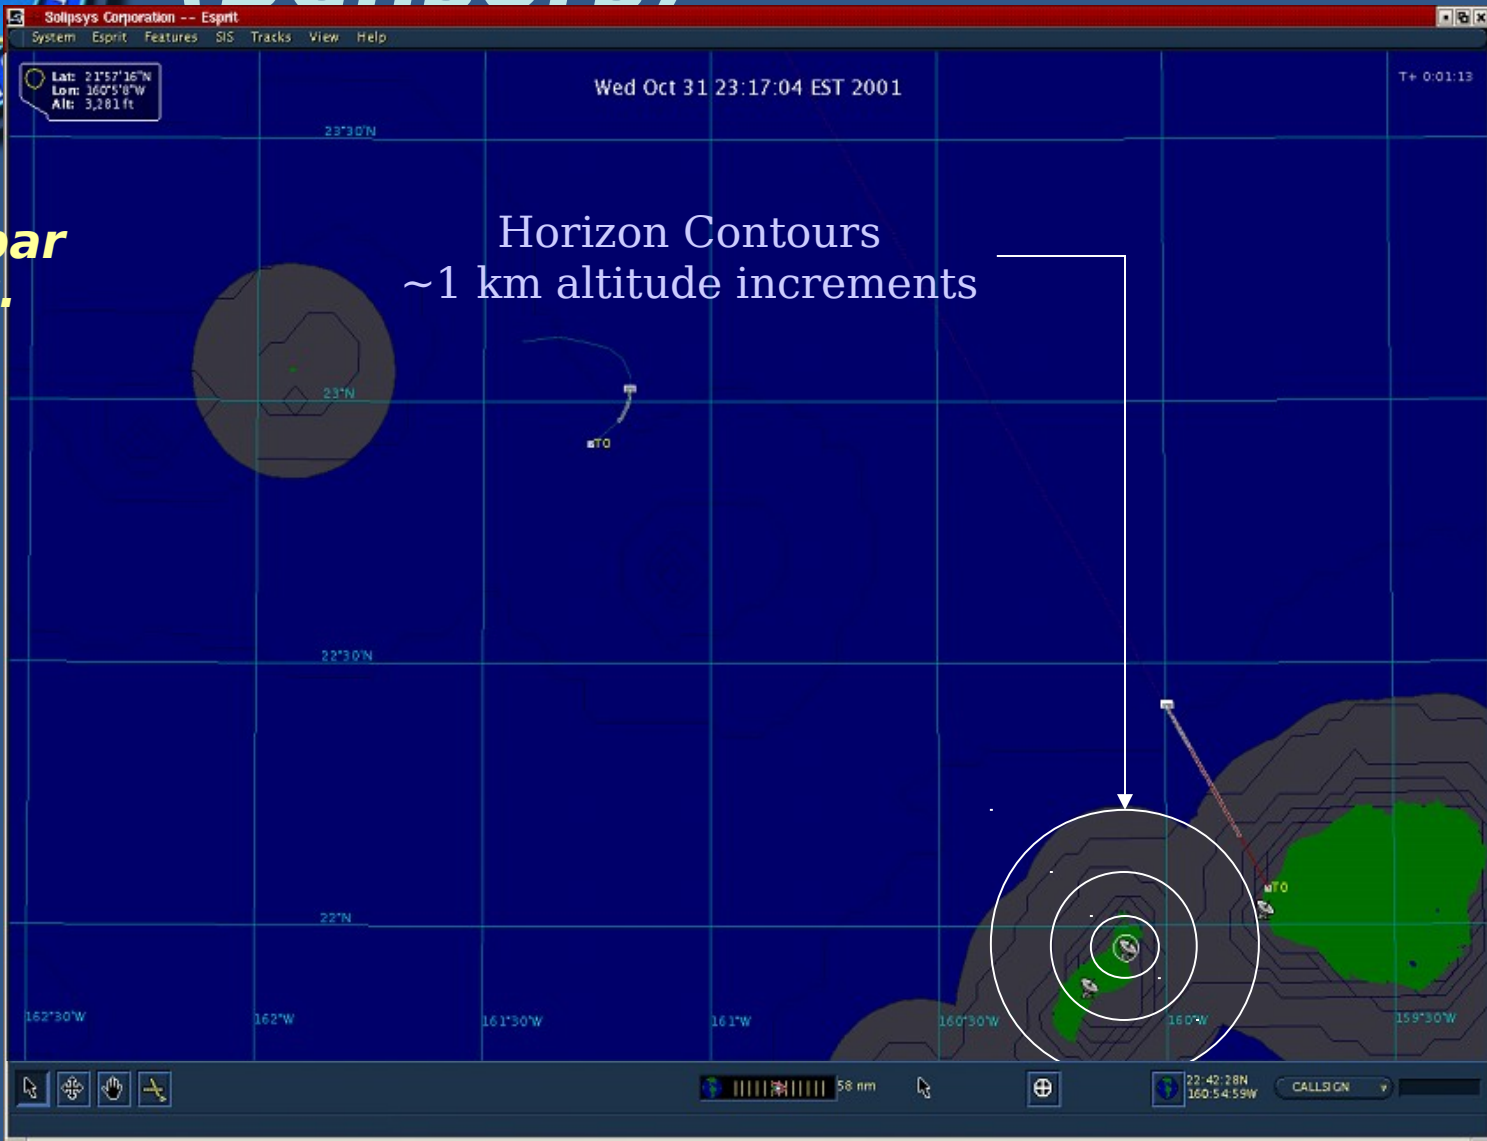 Solipsys Corporation -- Esprit
System Esprit Features SIS Tracks View Help
Lat: 21°57'16"N
Lon: 160°5'8"W
Alt: 3,281 ft
Wed Oct 31 23:17:04 EST 2001
T+ 0:01:13
23°30'N
Horizon Contours
~1 km altitude increments
23°N
T0
22°30'N
T0
22°N
162°30'W 162°W 161°30'W 161°W 160°30'W 160°W 159°30'W
58 nm
22:42:28N
160:54:59W
CALLSIGN